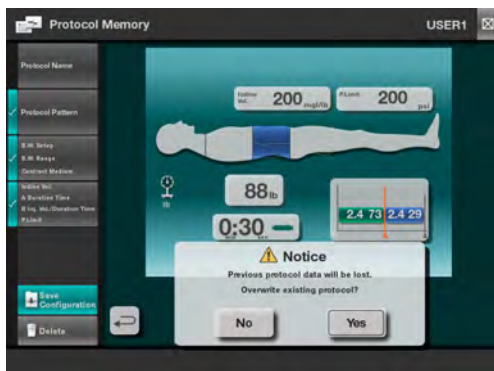 Protocol Memory
USER1
Protocol Name
Protocol Pattern
B.W. Setup
B.W. Range
Contrast Medium
Iodine Vol.
A Duration Time
B Inj. Vol./Duration Time
P.Limit
Save
Configuration
Delete
Iodine
Vol.
200 mgI/lb
P.Limit
200 psi
lb
88 lb
0:30
2.4 73 2.4 29
Notice
Previous protocol data will be lost.
Overwrite existing protocol?
No
Yes